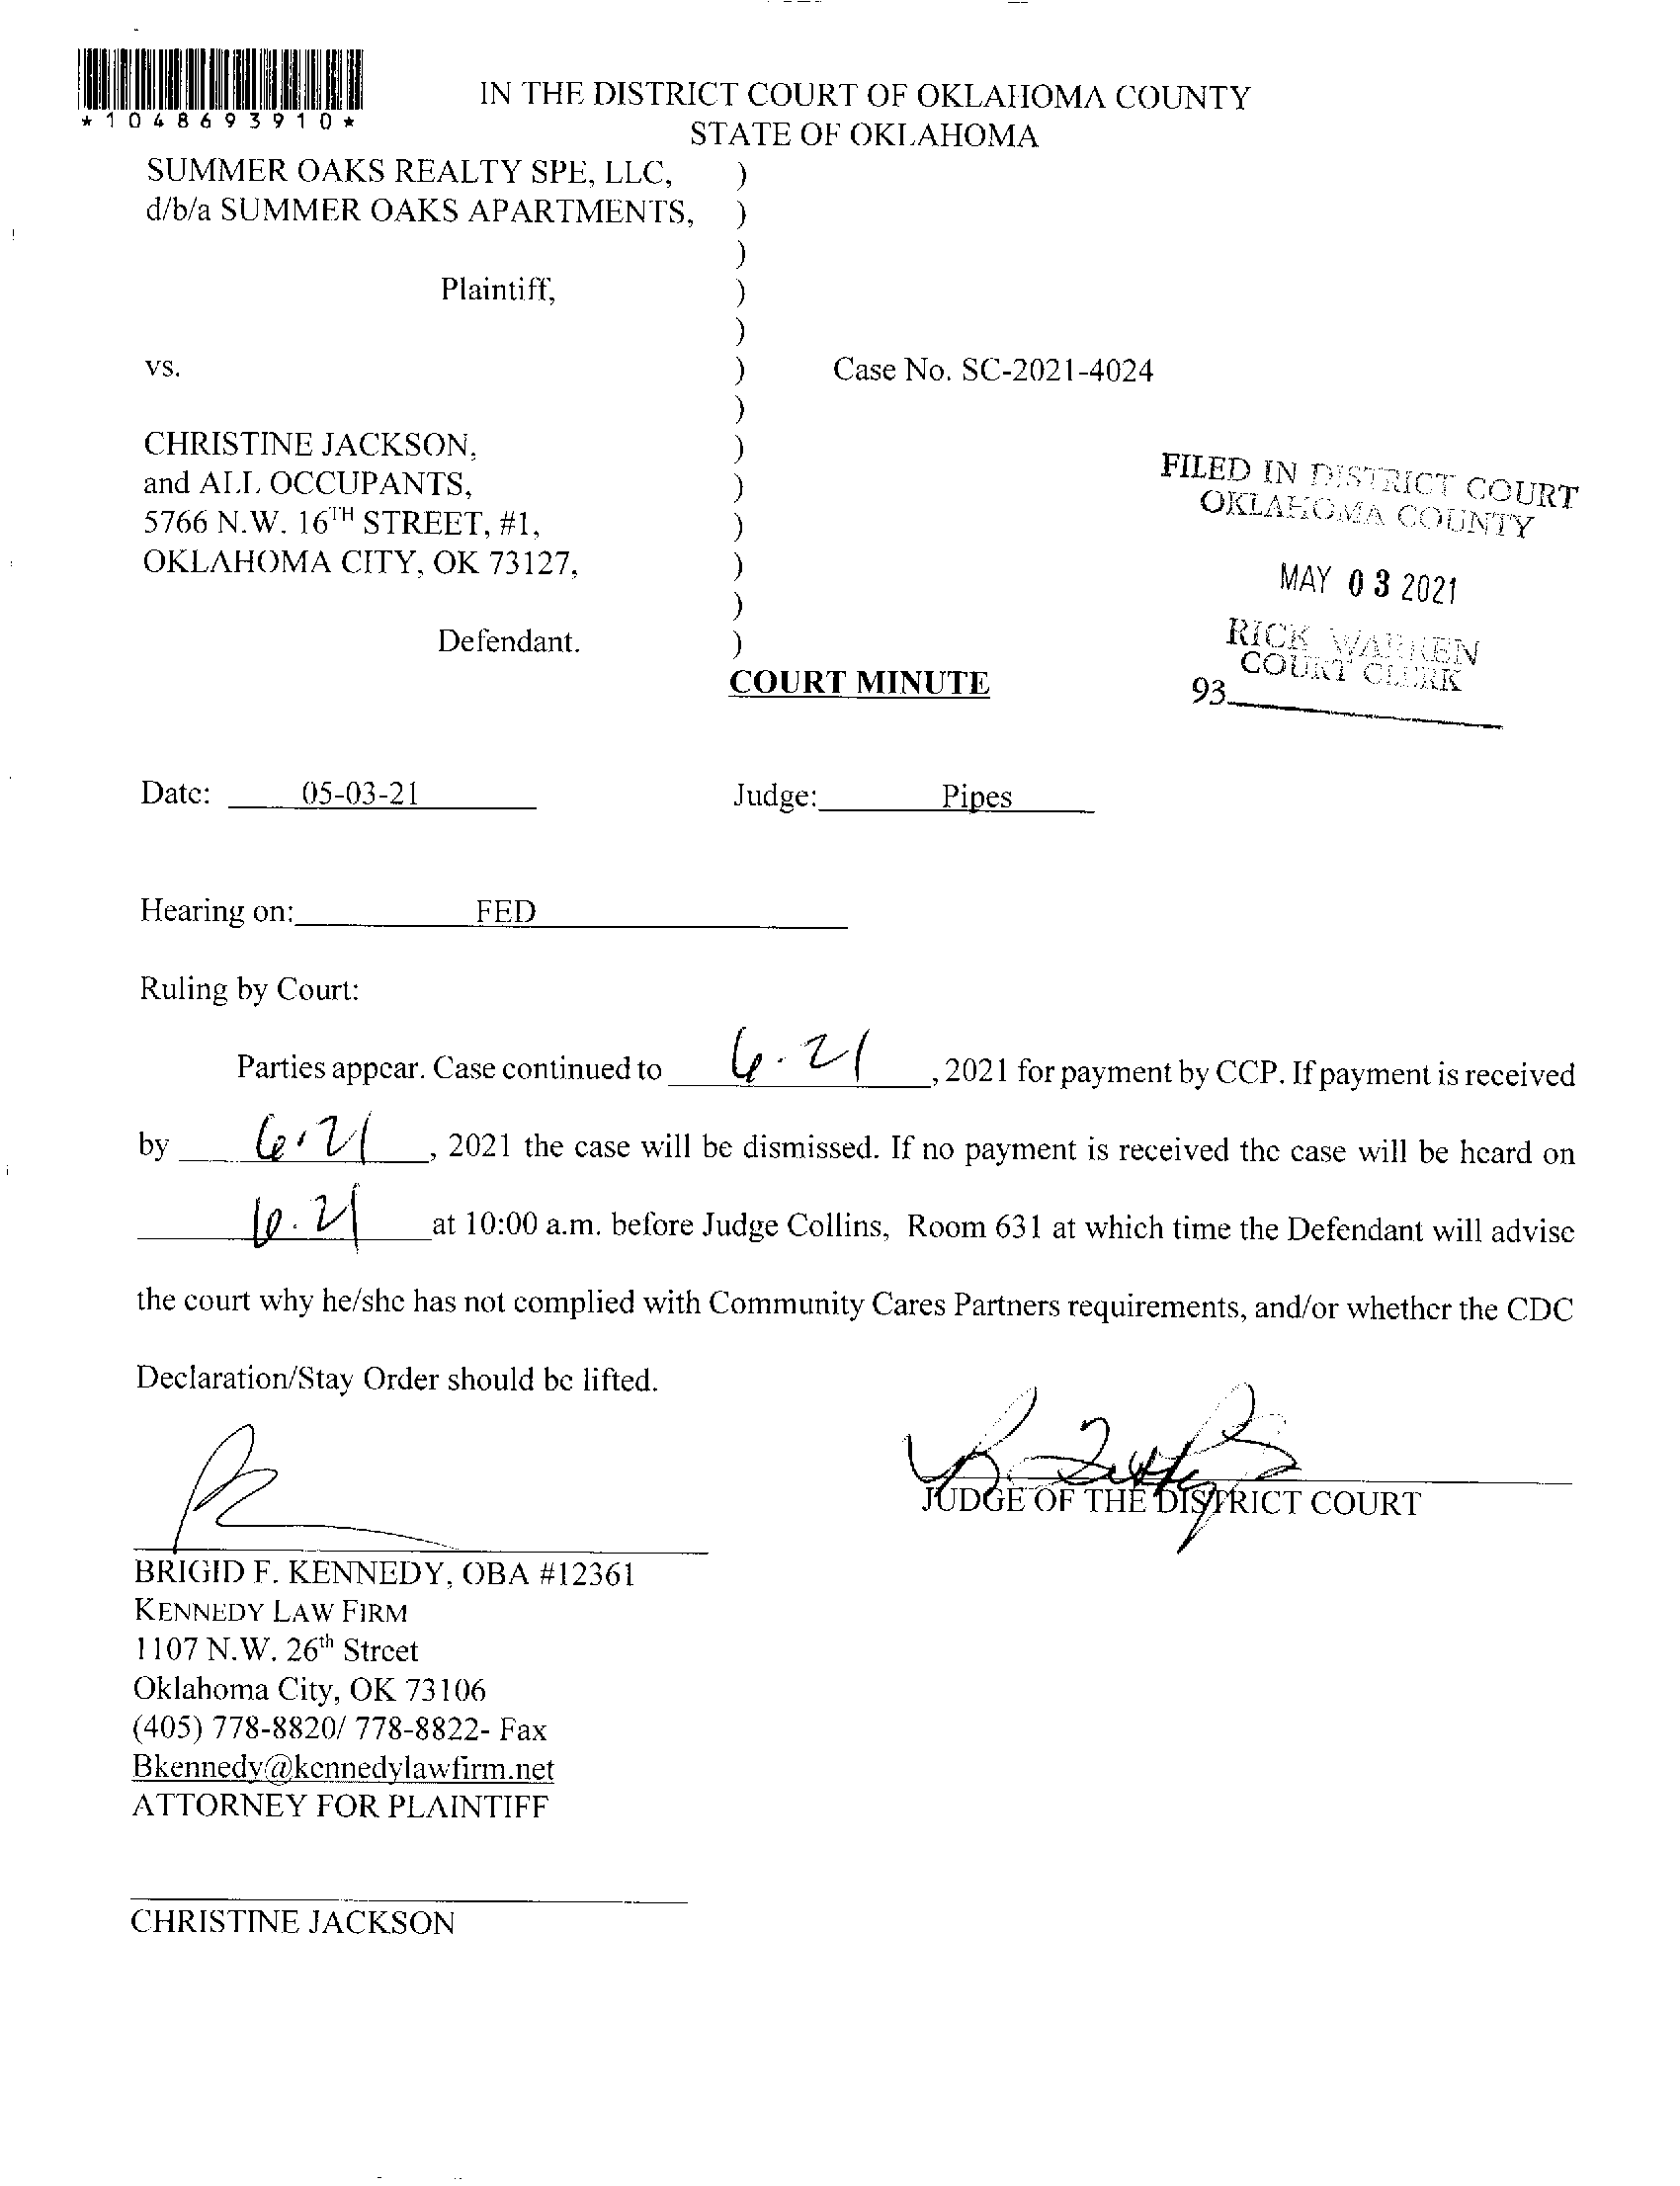 *1048693910*
IN THE DISTRICT COURT OF OKLAHOMA COUNTY
STATE OF OKLAHOMA
SUMMER OAKS REALTY SPE, LLC, )
d/b/a SUMMER OAKS APARTMENTS, )
)
Plaintiff, )
)
vs. ) Case No. SC-2021-4024
)
CHRISTINE JACKSON, )
and ALL OCCUPANTS, )
5766 N.W. 16TH STREET, #1, )
OKLAHOMA CITY, OK 73127, )
)
Defendant. )
FILED IN DISTRICT COURT
OKLAHOMA COUNTY
MAY 03 2021
RICK WARREN
COURT CLERK
93
COURT MINUTE
Date: 05-03-21 Judge: Pipes
Hearing on: FED
Ruling by Court:
Parties appear. Case continued to 6.21, 2021 for payment by CCP. If payment is received
by 6.21, 2021 the case will be dismissed. If no payment is received the case will be heard on
6.21 at 10:00 a.m. before Judge Collins, Room 631 at which time the Defendant will advise
the court why he/she has not complied with Community Cares Partners requirements, and/or whether the CDC
Declaration/Stay Order should be lifted.
JUDGE OF THE DISTRICT COURT
BRIGID F. KENNEDY, OBA #12361
KENNEDY LAW FIRM
1107 N.W. 26th Street
Oklahoma City, OK 73106
(405) 778-8820/ 778-8822- Fax
Bkennedy@kennedylawfirm.net
ATTORNEY FOR PLAINTIFF
CHRISTINE JACKSON